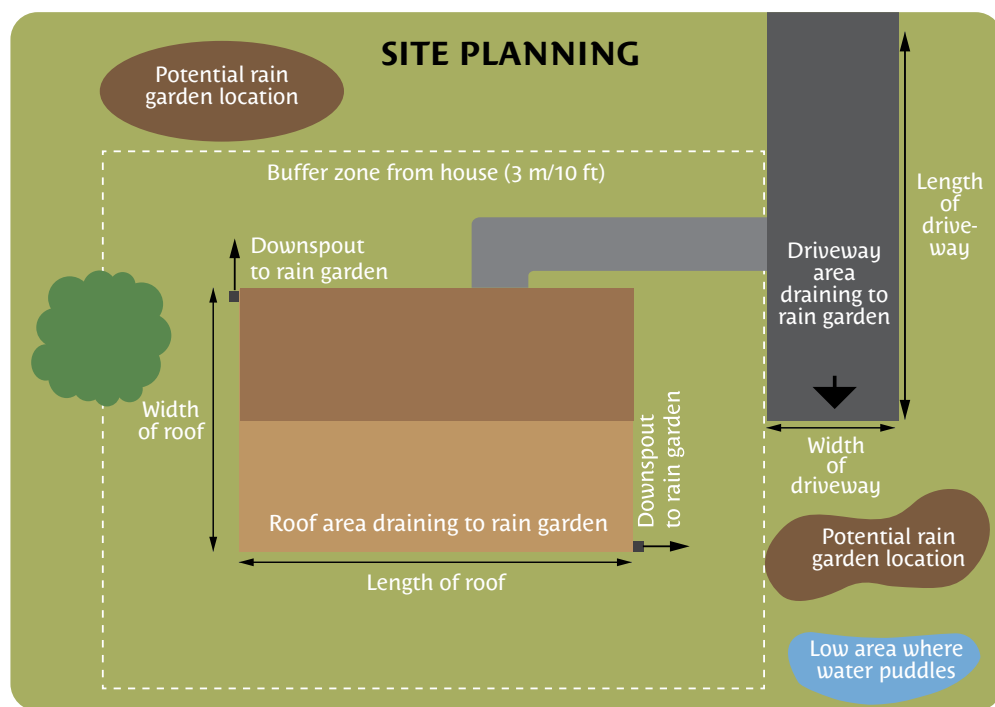 SITE PLANNING
Potential rain
garden location
Buffer zone from house (3 m/10 ft)
Downspout
to rain garden
Length
of
drive-
way
Driveway
area
draining to
rain garden
Width
of roof
Downspout
to rain garden
Width
of
driveway
Roof area draining to rain garden
Length of roof
Potential rain
garden location
Low area where
water puddles